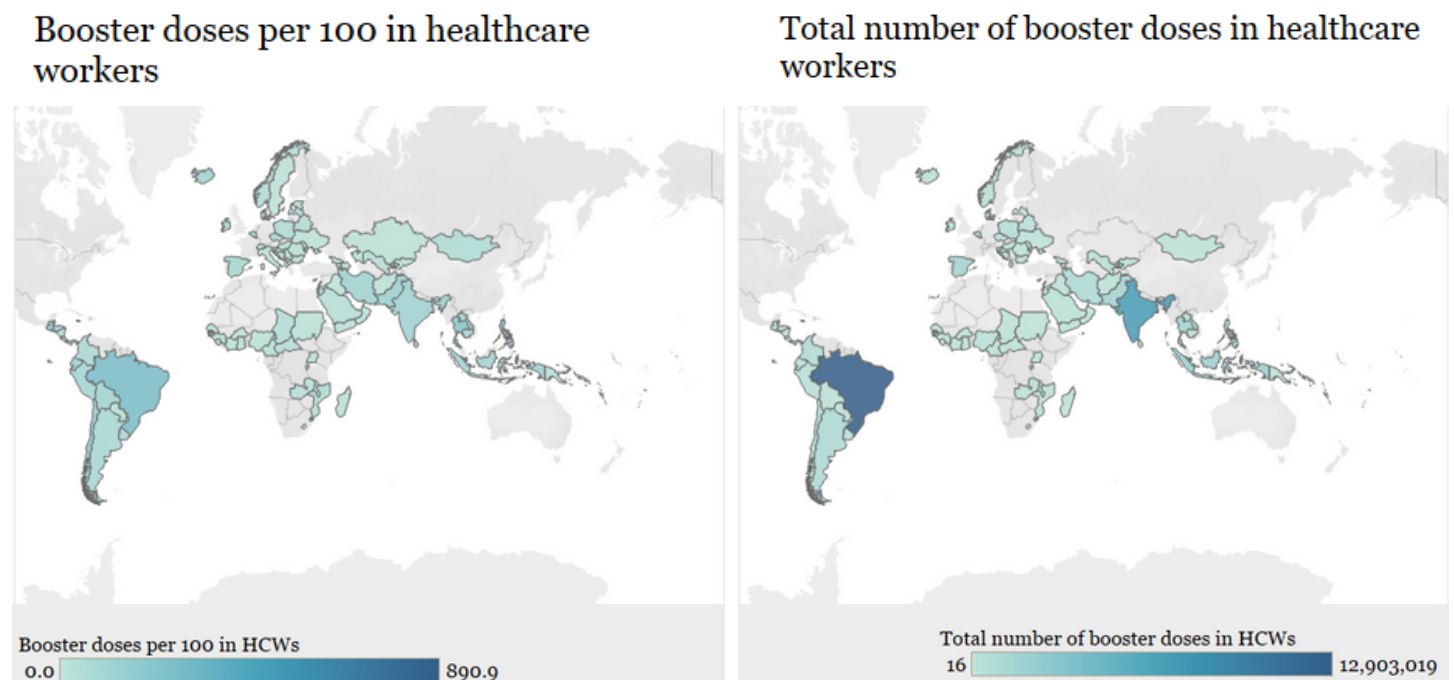 Booster doses per 100 in healthcare
workers
Total number of booster doses in healthcare
workers
Booster doses per 100 in HCWs
0.0 890.9
Total number of booster doses in HCWs
16 12,903,019